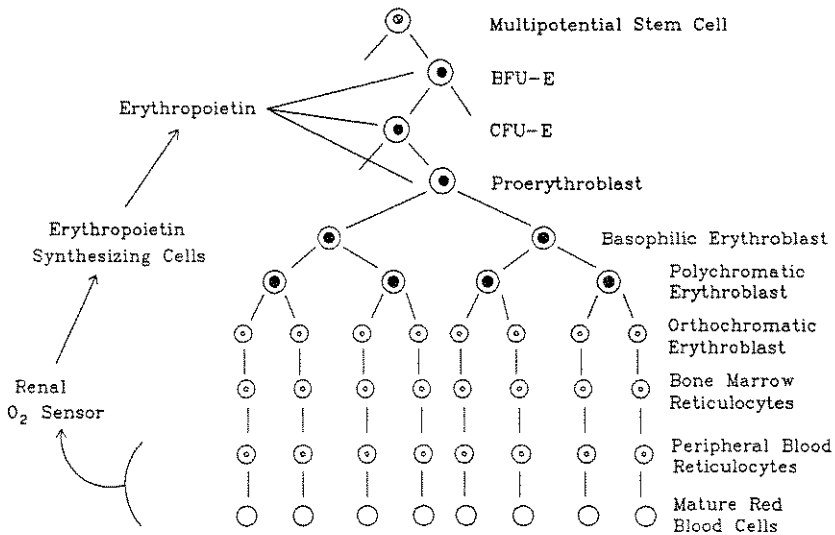 Multipotential Stem Cell
BFU-E
Erythropoietin
CFU-E
Proerythroblast
Erythropoietin
Synthesizing Cells
Basophilic Erythroblast
Polychromatic
Erythroblast
Orthochromatic
Erythroblast
Renal
O₂ Sensor
Bone Marrow
Reticulocytes
Peripheral Blood
Reticulocytes
Mature Red
Blood Cells